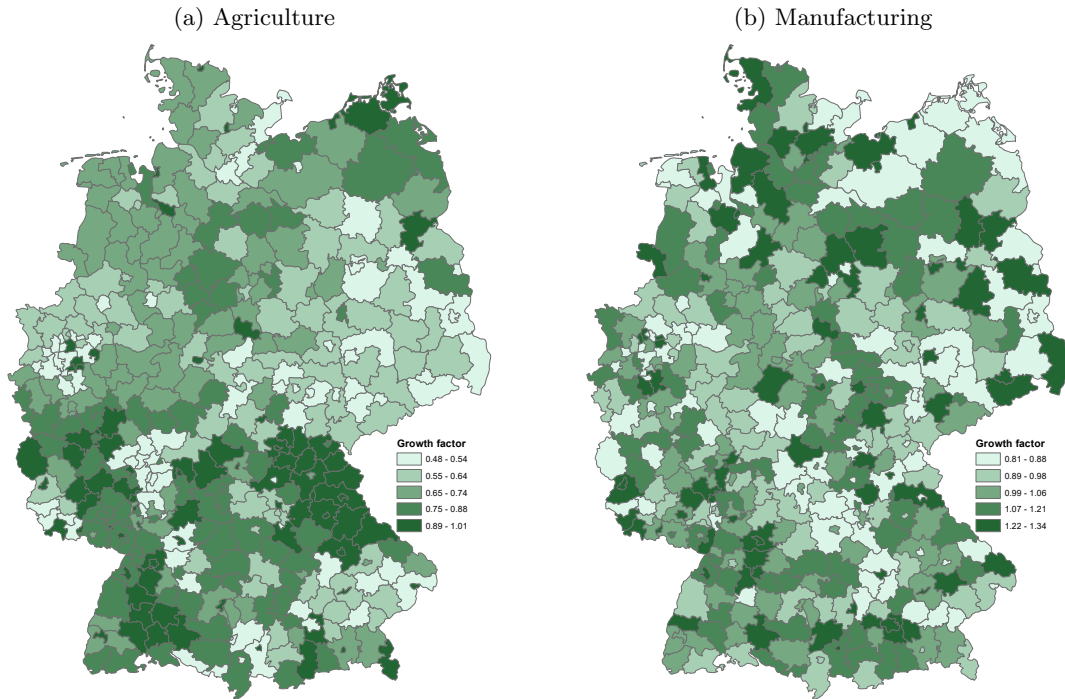 (a) Agriculture
Growth factor
0.48 - 0.54
0.55 - 0.64
0.65 - 0.74
0.75 - 0.88
0.89 - 1.01
(b) Manufacturing
Growth factor
0.81 - 0.88
0.89 - 0.98
0.99 - 1.06
1.07 - 1.21
1.22 - 1.34